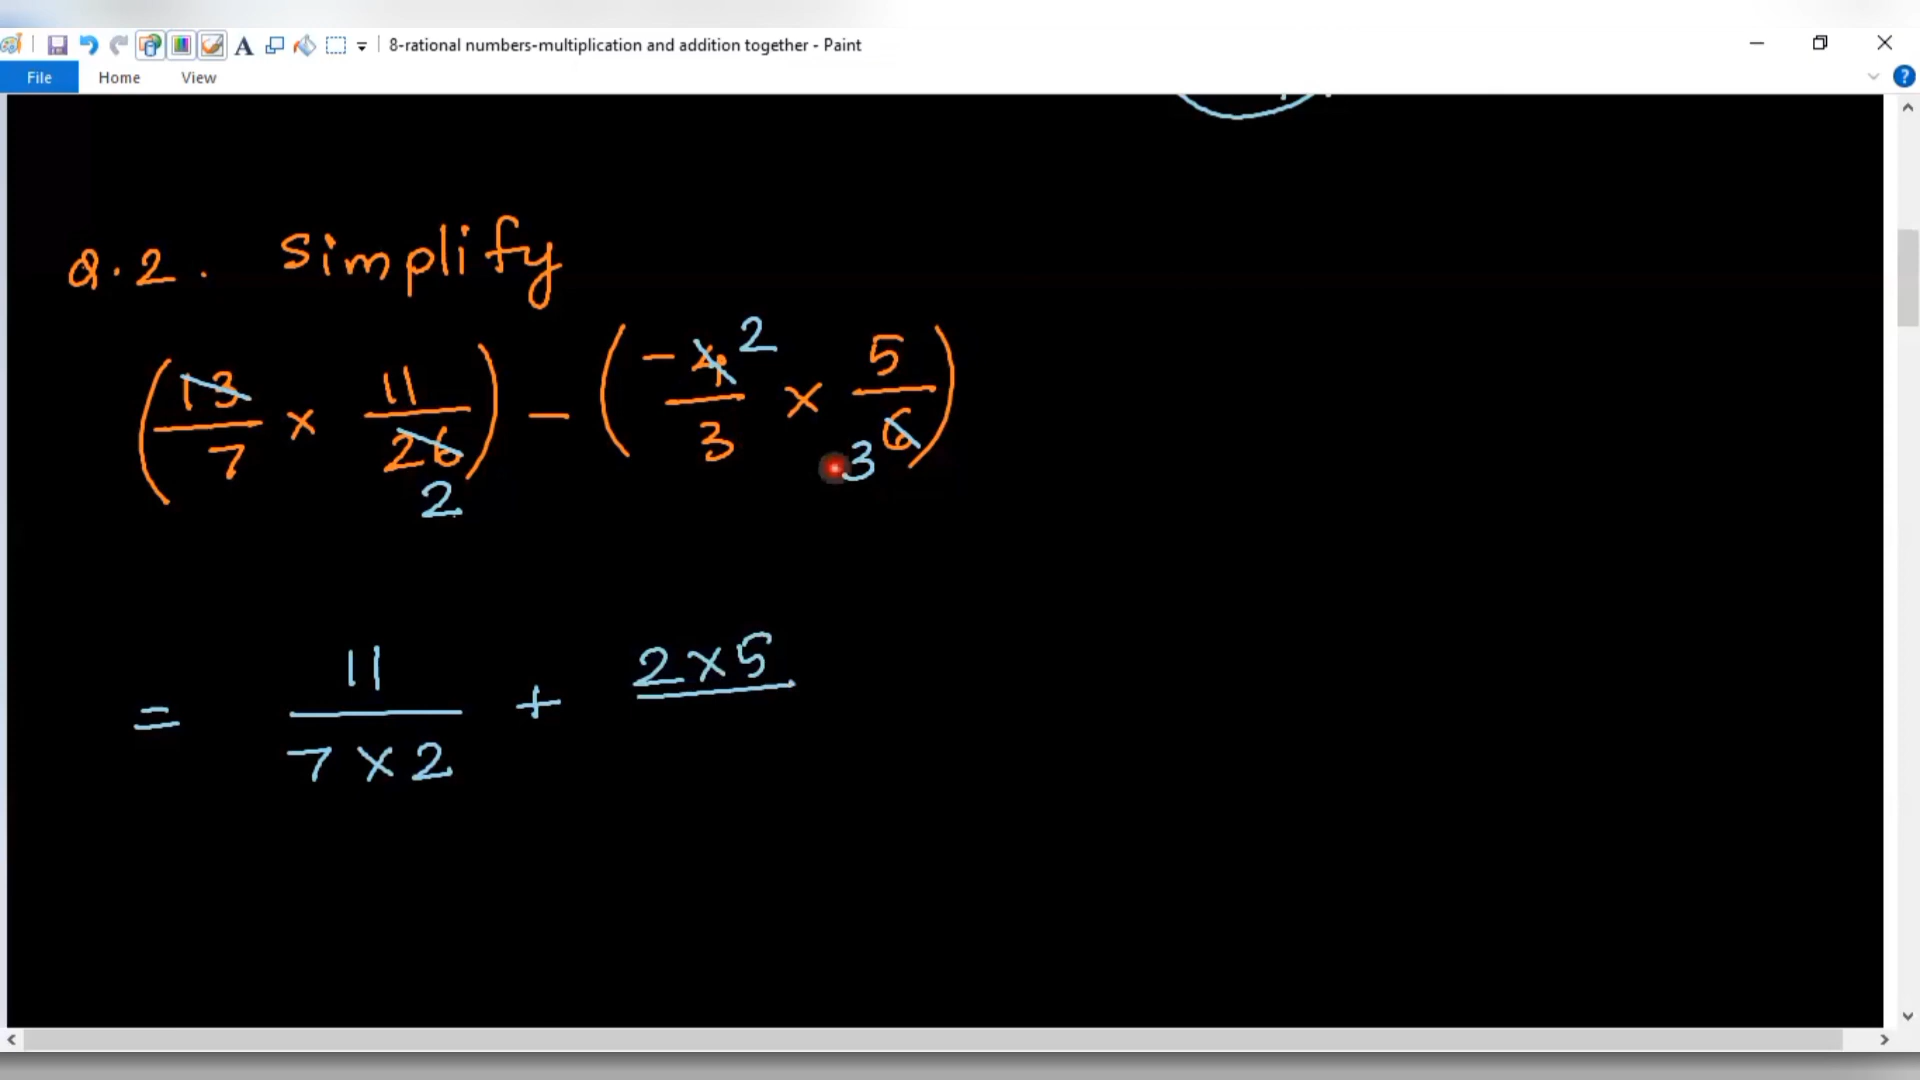 8-rational numbers-multiplication and addition together - Paint
File Home View
Q.2. Simplify
(13/7 × 11/26) - (-4/3 × 5/6)
2 2 3
= 11/(7×2) + 2×5